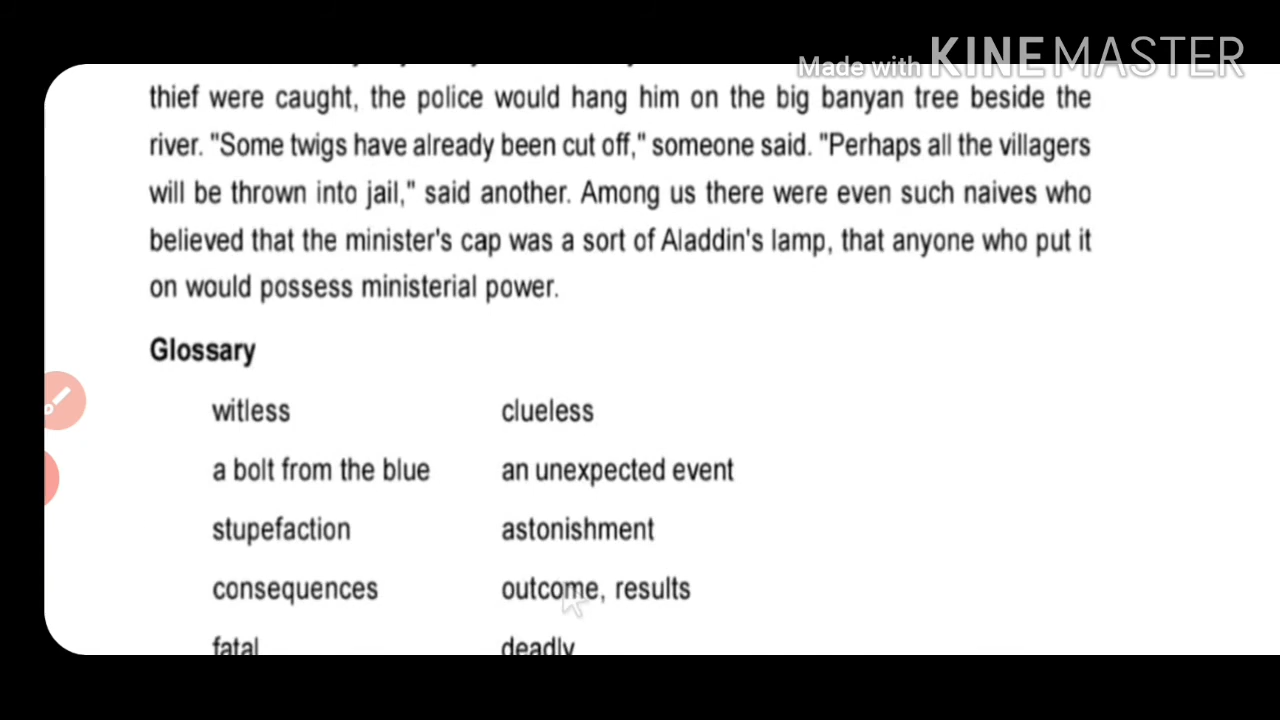 Made with KINEMASTER
thief were caught, the police would hang him on the big banyan tree beside the
river. "Some twigs have already been cut off," someone said. "Perhaps all the villagers
will be thrown into jail," said another. Among us there were even such naives who
believed that the minister's cap was a sort of Aladdin's lamp, that anyone who put it
on would possess ministerial power.
Glossary
witless clueless
a bolt from the blue an unexpected event
stupefaction astonishment
consequences outcome, results
fatal deadly